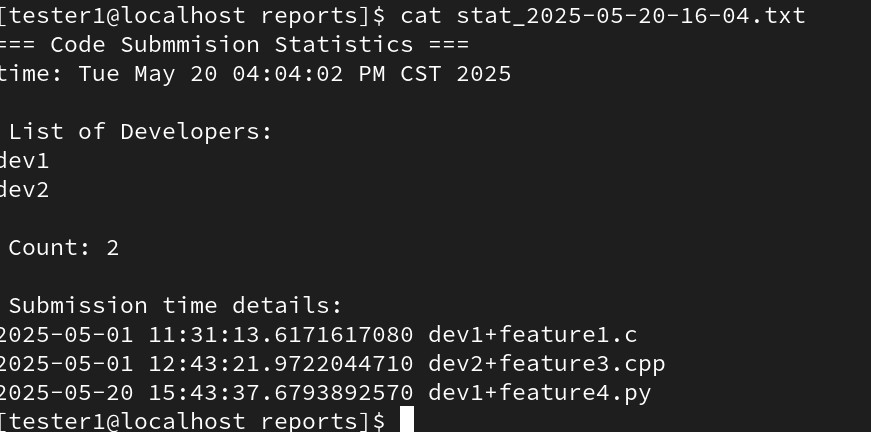 [tester1@localhost reports]$ cat stat_2025-05-20-16-04.txt
=== Code Submmision Statistics ===
time: Tue May 20 04:04:02 PM CST 2025
List of Developers:
dev1
dev2
Count: 2
Submission time details:
2025-05-01 11:31:13.6171617080 dev1+feature1.c
2025-05-01 12:43:21.9722044710 dev2+feature3.cpp
2025-05-20 15:43:37.6793892570 dev1+feature4.py
[tester1@localhost reports]$